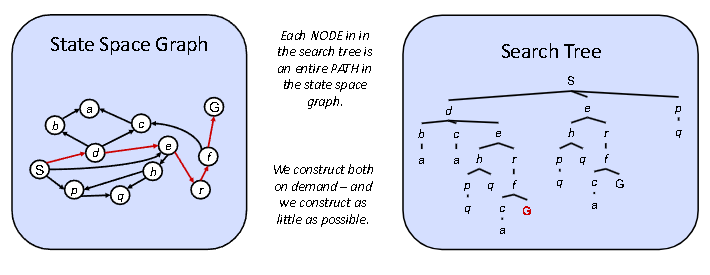 State Space Graph
G
a
b
c
d
e
f
S
h
p
q
r
Each NODE in in
the search tree is
an entire PATH in
the state space
graph.
We construct both
on demand – and
we construct as
little as possible.
Search Tree
S
d e p
b c e h r q
a a h r p q f
p q f q c G
q c G a
a